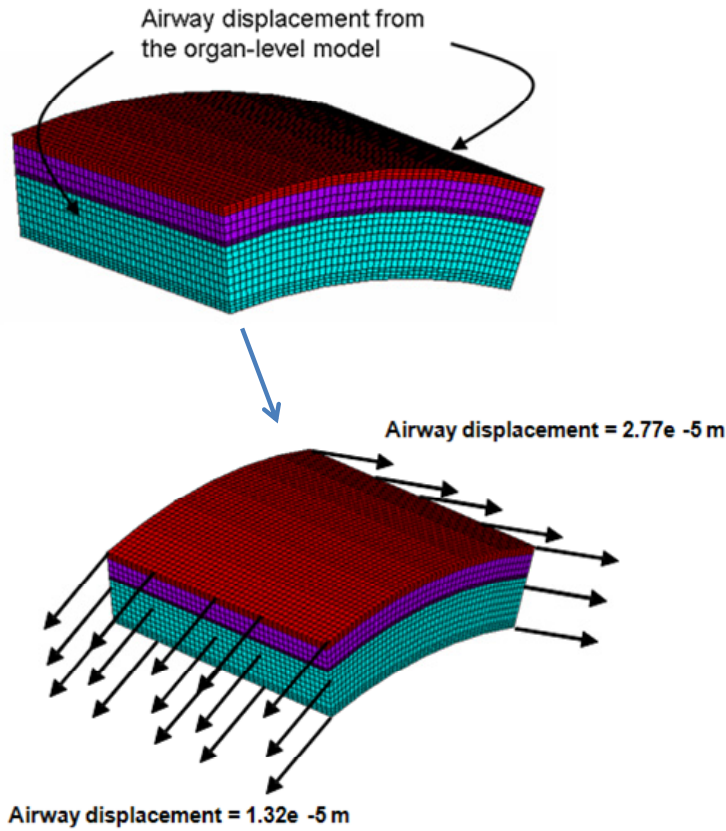 Airway displacement from
the organ-level model
Airway displacement = 2.77e -5 m
Airway displacement = 1.32e -5 m